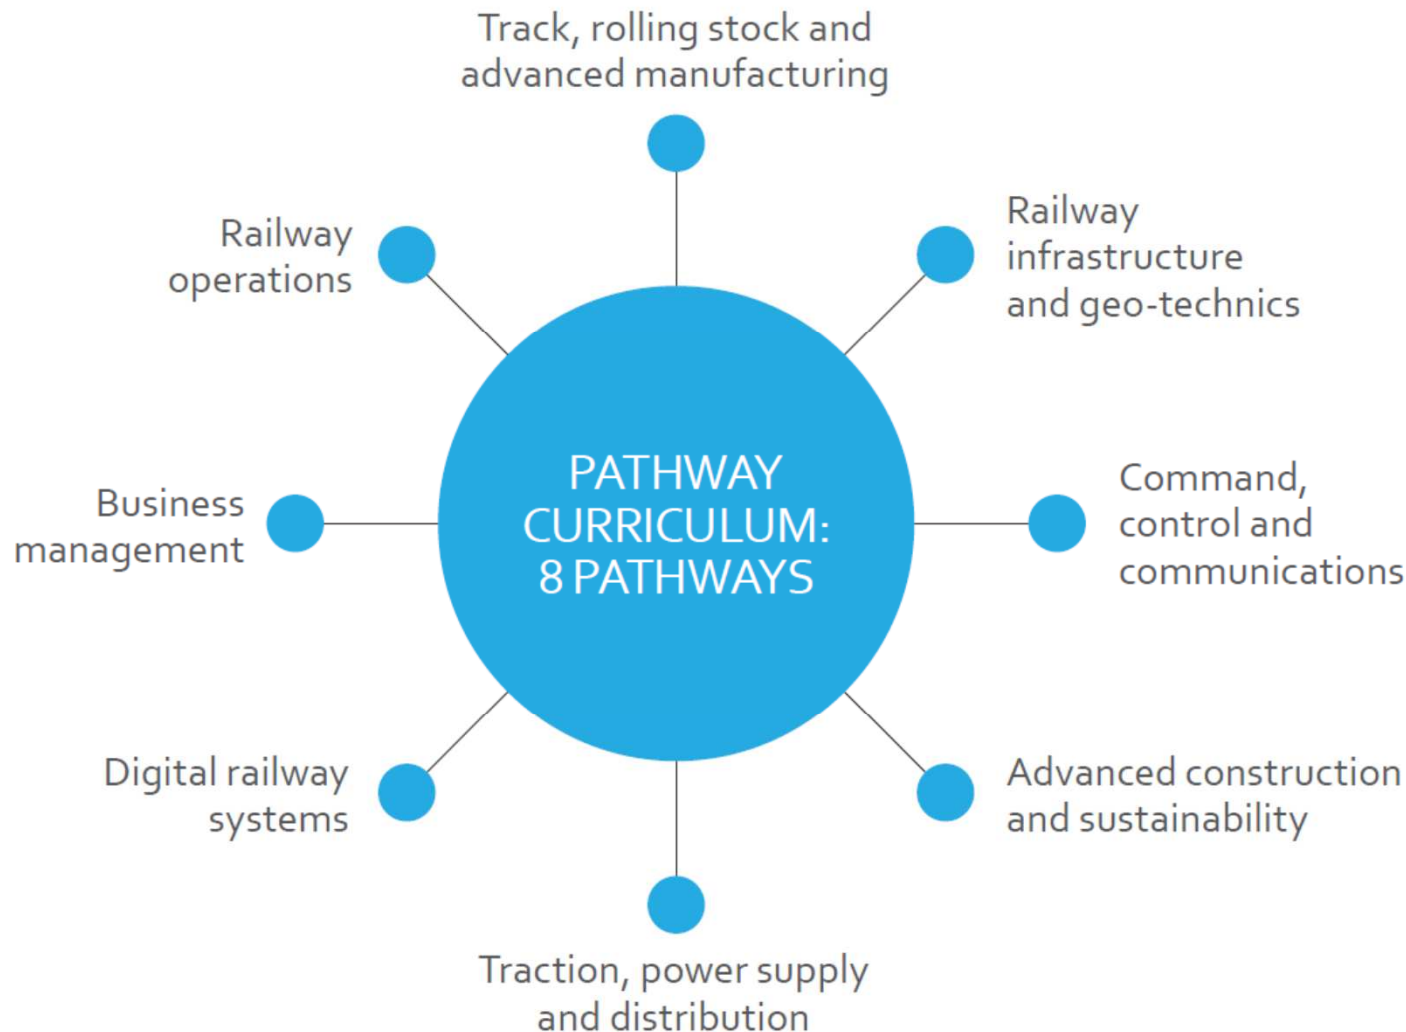 Track, rolling stock and
advanced manufacturing
Railway
infrastructure
and geo-technics
Command,
control and
communications
Advanced construction
and sustainability
Traction, power supply
and distribution
Digital railway
systems
Business
management
Railway
operations
PATHWAY
CURRICULUM:
8 PATHWAYS